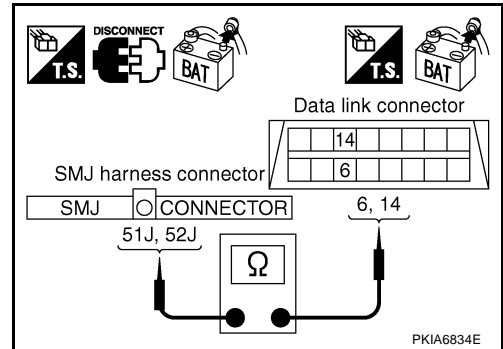 DISCONNECT
T.S.
BAT
T.S.
BAT
Data link connector
14
6
SMJ harness connector
SMJ CONNECTOR
6, 14
51J, 52J
Ω
PKIA6834E